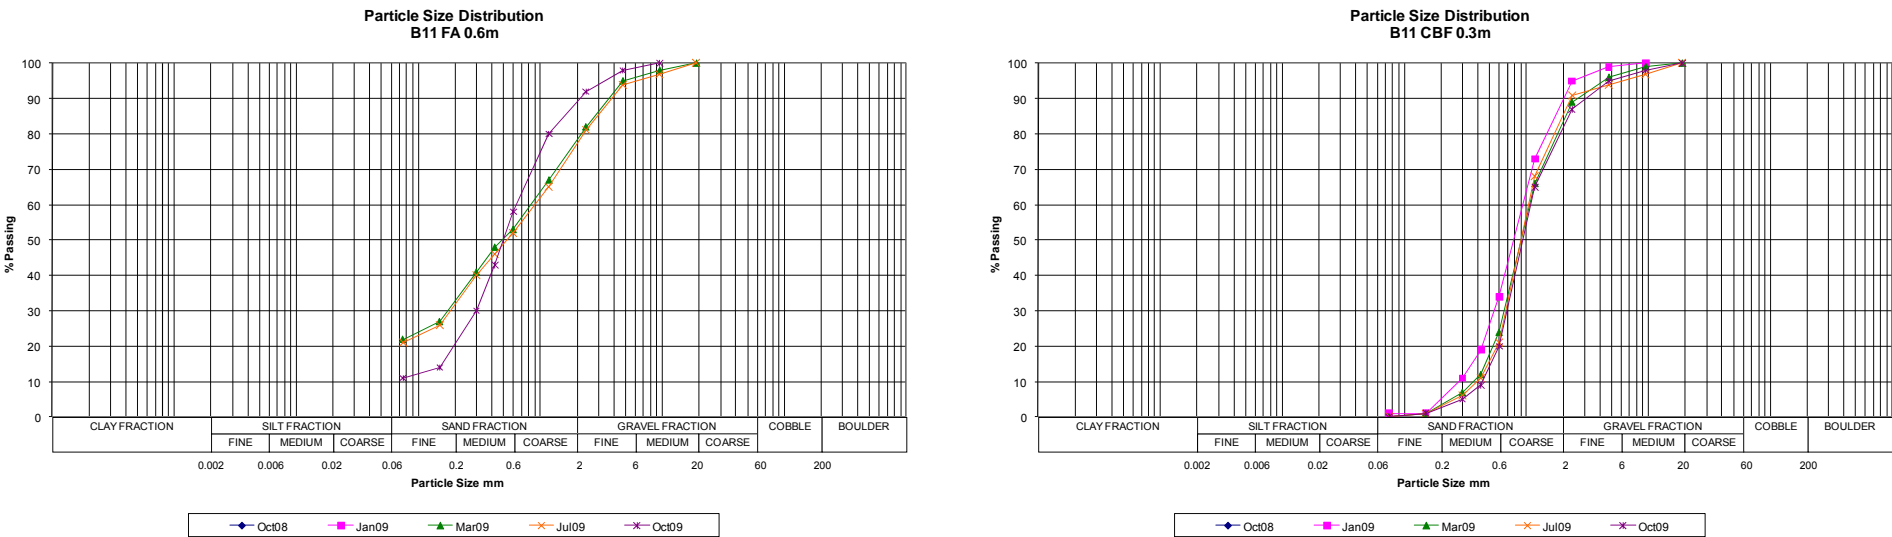 Particle Size Distribution
B11 FA 0.6m
100
90
80
70
60
50
40
30
20
10
0
% Passing
CLAY FRACTION SILT FRACTION SAND FRACTION GRAVEL FRACTION COBBLE BOULDER
FINE MEDIUM COARSE FINE MEDIUM COARSE FINE MEDIUM COARSE
0.002 0.006 0.02 0.06 0.2 0.6 2 6 20 60 200
Particle Size mm
Oct08 Jan09 Mar09 Jul09 Oct09
Particle Size Distribution
B11 CBF 0.3m
100
90
80
70
60
50
40
30
20
10
0
% Passing
CLAY FRACTION SILT FRACTION SAND FRACTION GRAVEL FRACTION COBBLE BOULDER
FINE MEDIUM COARSE FINE MEDIUM COARSE FINE MEDIUM COARSE
0.002 0.006 0.02 0.06 0.2 0.6 2 6 20 60 200
Particle Size mm
Oct08 Jan09 Mar09 Jul09 Oct09